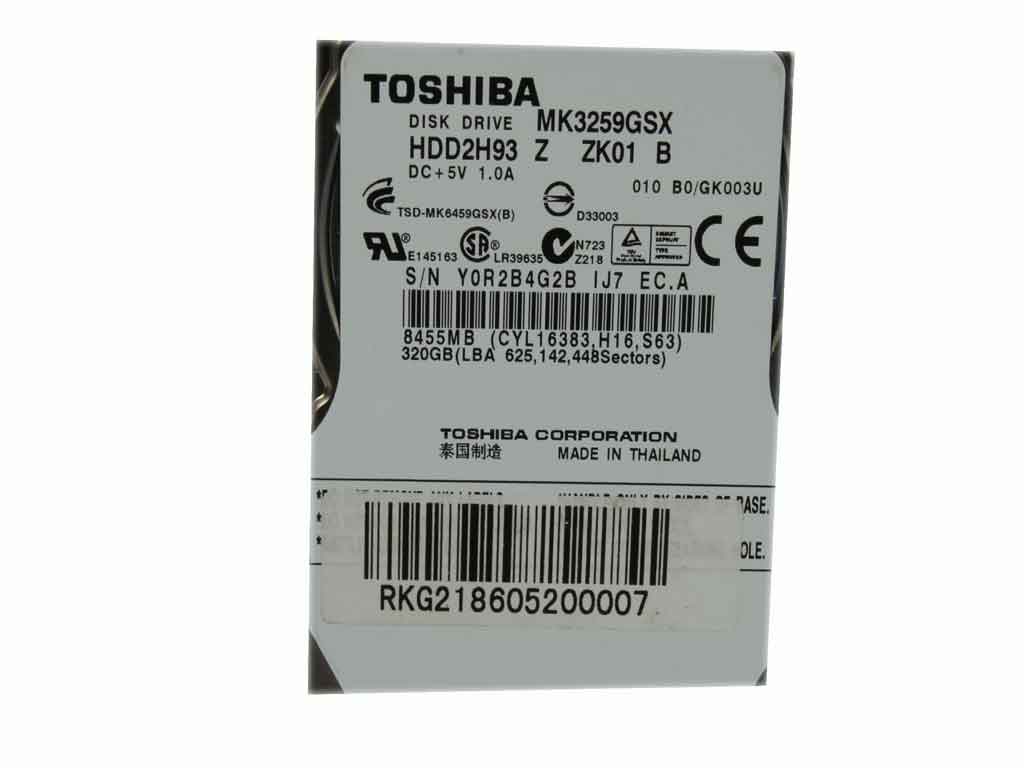 TOSHIBA
DISK DRIVE MK3259GSX
HDD2H93 Z ZK01 B
DC+5V 1.0A
010 B0/GK003U
TSD-MK6459GSX(B) D33003
E145163 LR39635 N723
Z218
CE
S/N Y0R2B4G2B IJ7 EC.A
8455MB (CYL16383,H16,S63)
320GB(LBA 625,142,448Sectors)
TOSHIBA CORPORATION
泰国制造 MADE IN THAILAND
RKG218605200007